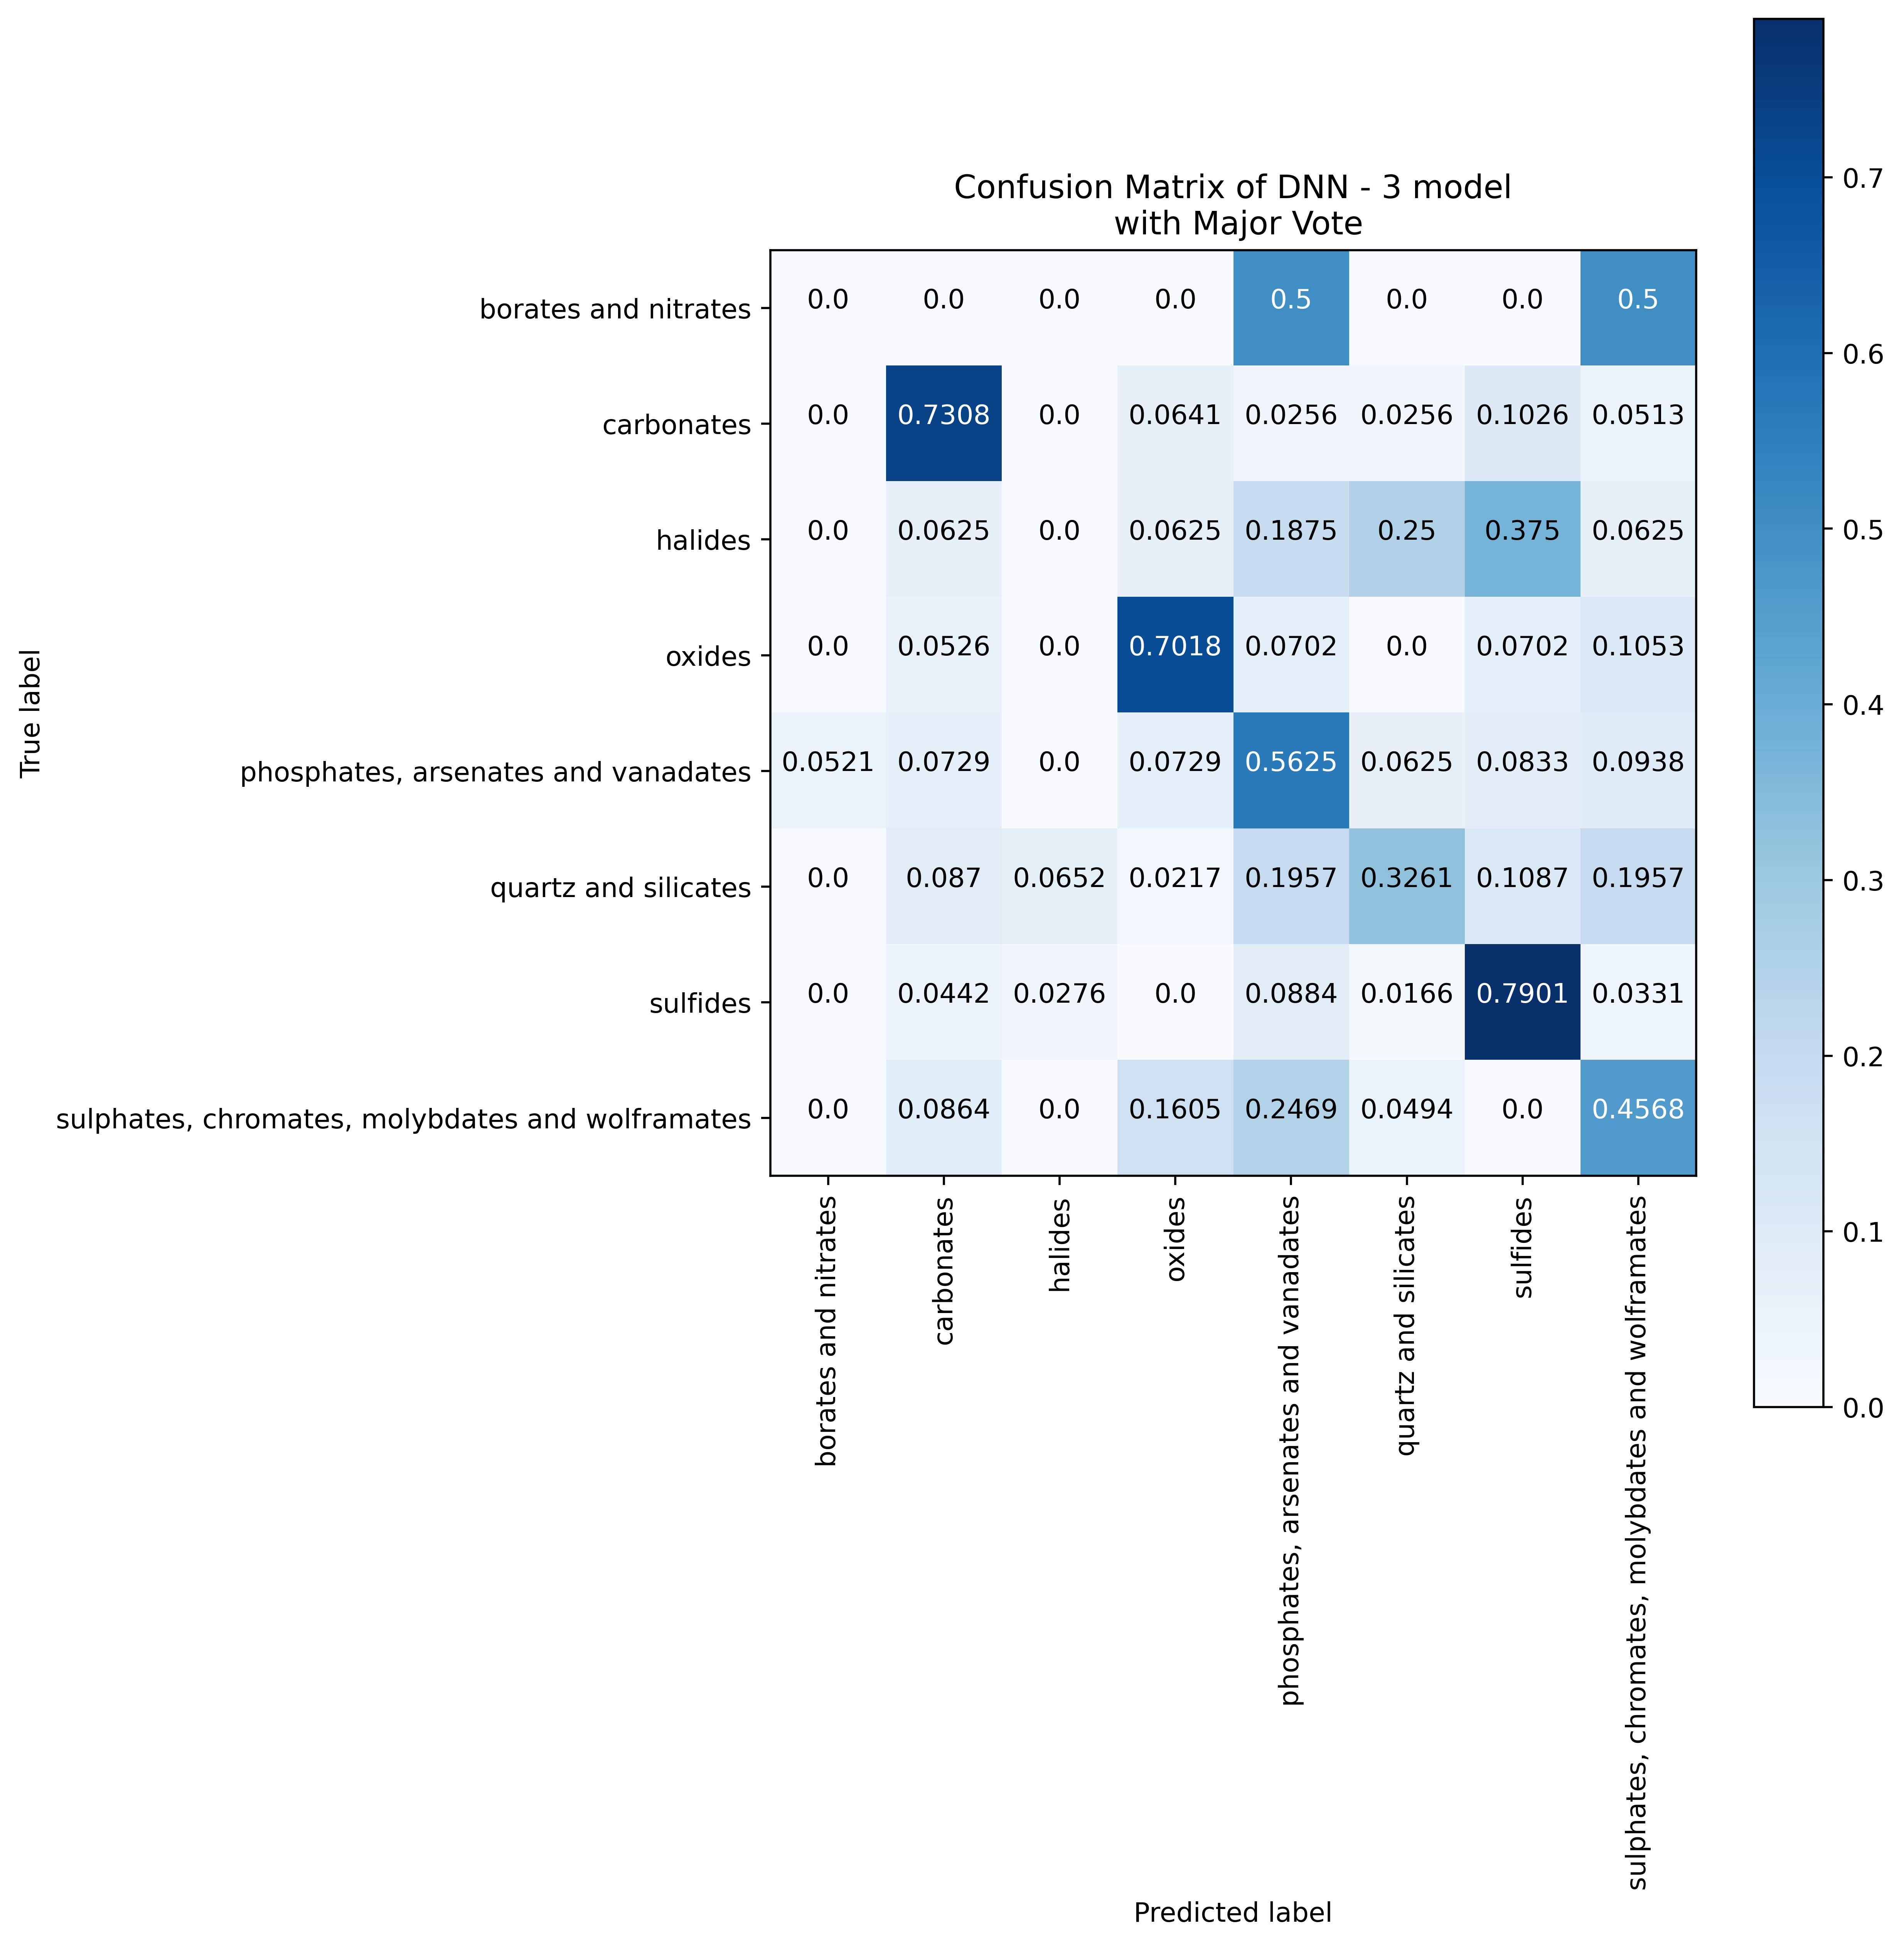 Confusion Matrix of DNN - 3 model
with Major Vote
True label
borates and nitrates 0.0 0.0 0.0 0.0 0.5 0.0 0.0 0.5
carbonates 0.0 0.7308 0.0 0.0641 0.0256 0.0256 0.1026 0.0513
halides 0.0 0.0625 0.0 0.0625 0.1875 0.25 0.375 0.0625
oxides 0.0 0.0526 0.0 0.7018 0.0702 0.0 0.0702 0.1053
phosphates, arsenates and vanadates 0.0521 0.0729 0.0 0.0729 0.5625 0.0625 0.0833 0.0938
quartz and silicates 0.0 0.087 0.0652 0.0217 0.1957 0.3261 0.1087 0.1957
sulfides 0.0 0.0442 0.0276 0.0 0.0884 0.0166 0.7901 0.0331
sulphates, chromates, molybdates and wolframates 0.0 0.0864 0.0 0.1605 0.2469 0.0494 0.0 0.4568
borates and nitrates
carbonates
halides
oxides
phosphates, arsenates and vanadates
quartz and silicates
sulfides
sulphates, chromates, molybdates and wolframates
Predicted label
0.7
0.6
0.5
0.4
0.3
0.2
0.1
0.0